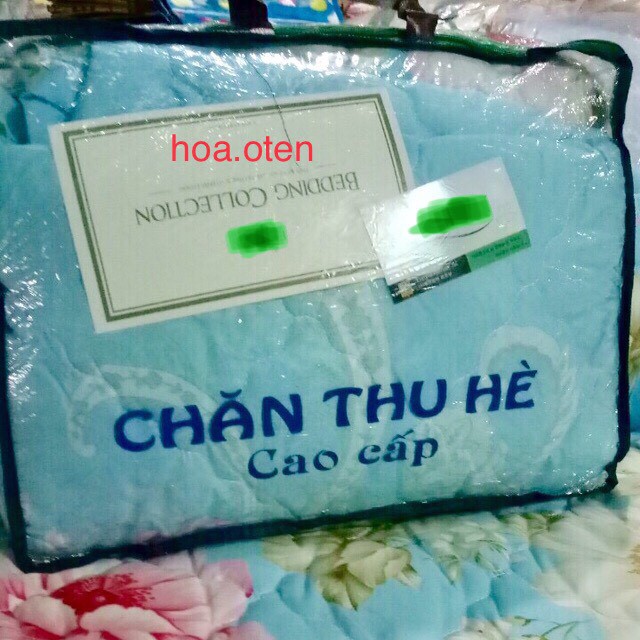 hoa.oten
BEDDING COLLECTION
CHĂN THU HÈ
Cao cấp